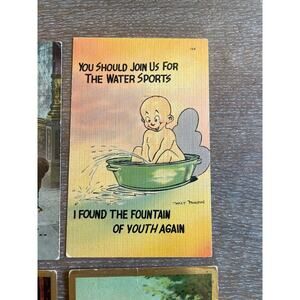 YOU SHOULD JOIN US FOR
THE WATER SPORTS
I FOUND THE FOUNTAIN
OF YOUTH AGAIN